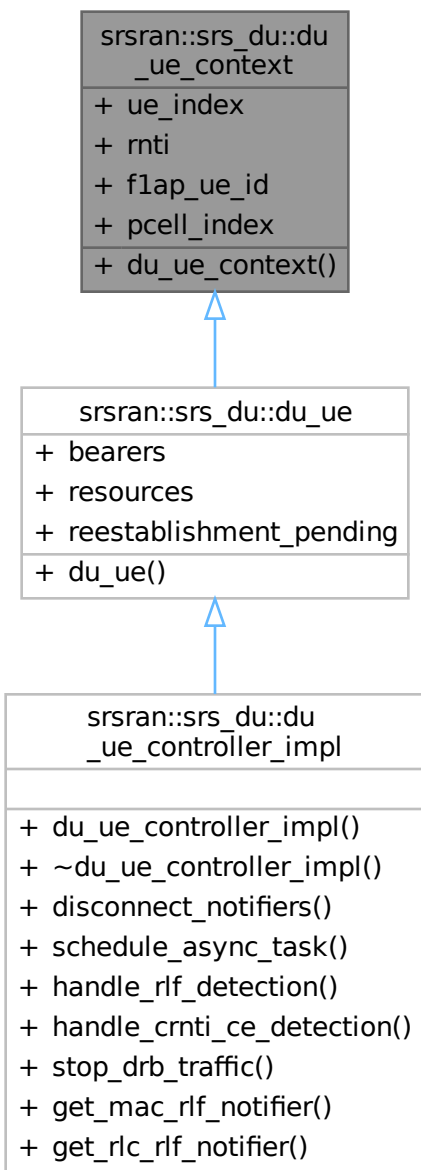 srsran::srs_du::du
_ue_context
+ ue_index
+ rnti
+ f1ap_ue_id
+ pcell_index
+ du_ue_context()
srsran::srs_du::du_ue
+ bearers
+ resources
+ reestablishment_pending
+ du_ue()
srsran::srs_du::du
_ue_controller_impl
+ du_ue_controller_impl()
+ ~du_ue_controller_impl()
+ disconnect_notifiers()
+ schedule_async_task()
+ handle_rlf_detection()
+ handle_crnti_ce_detection()
+ stop_drb_traffic()
+ get_mac_rlf_notifier()
+ get_rlc_rlf_notifier()